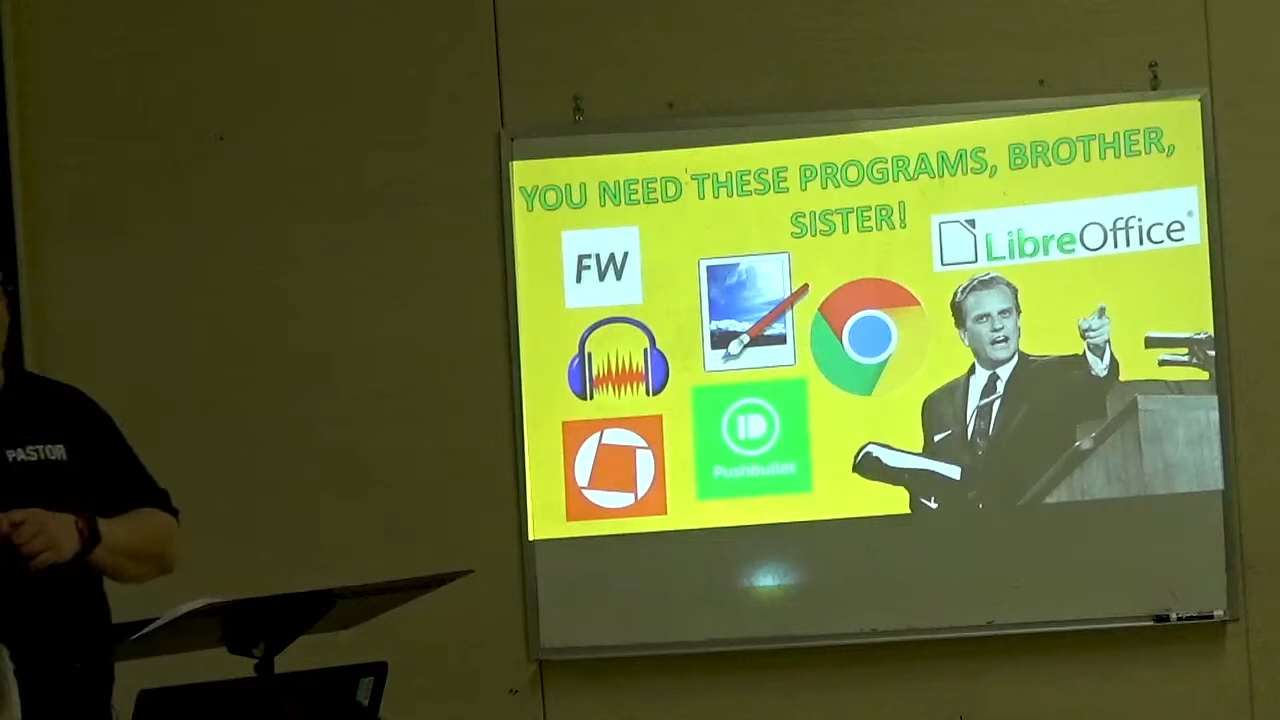 YOU NEED THESE PROGRAMS, BROTHER,
SISTER!
LibreOffice
FW
Pushbullet
PASTOR